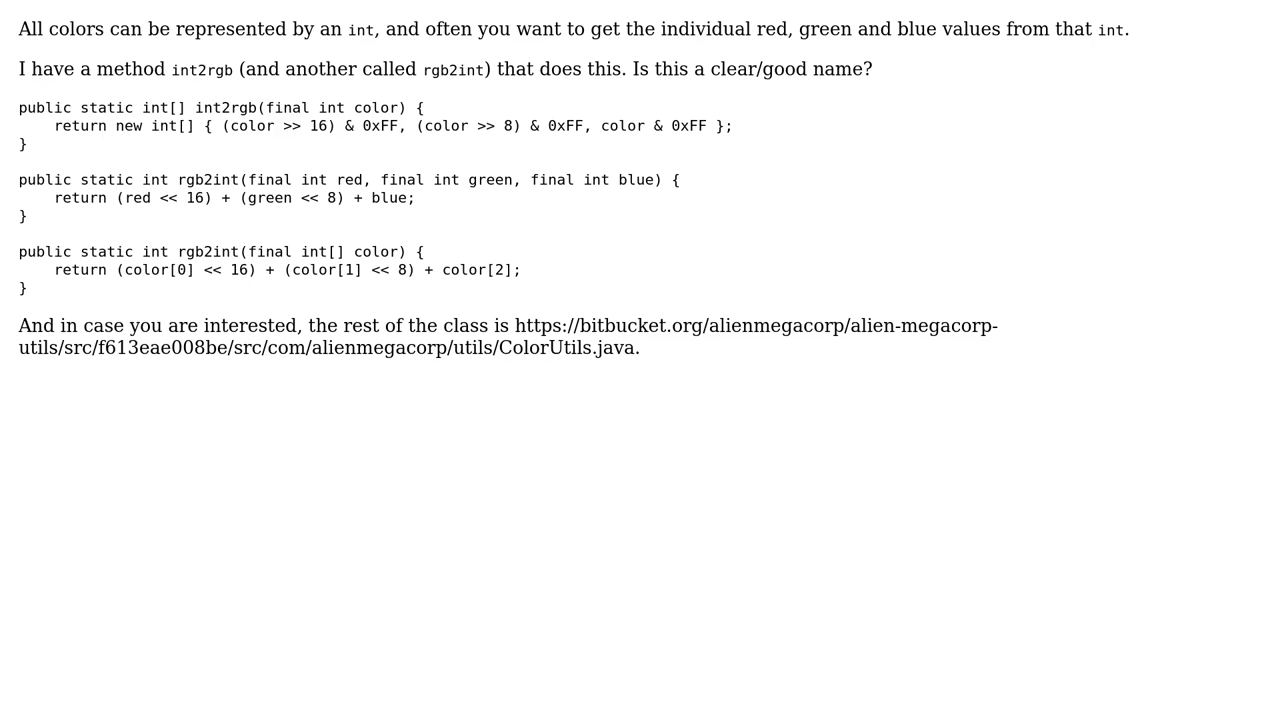 All colors can be represented by an int, and often you want to get the individual red, green and blue values from that int.
I have a method int2rgb (and another called rgb2int) that does this. Is this a clear/good name?
public static int[] int2rgb(final int color) {
    return new int[] { (color >> 16) & 0xFF, (color >> 8) & 0xFF, color & 0xFF };
}
public static int rgb2int(final int red, final int green, final int blue) {
    return (red << 16) + (green << 8) + blue;
}
public static int rgb2int(final int[] color) {
    return (color[0] << 16) + (color[1] << 8) + color[2];
}
And in case you are interested, the rest of the class is https://bitbucket.org/alienmegacorp/alien-megacorp-
utils/src/f613eae008be/src/com/alienmegacorp/utils/ColorUtils.java.